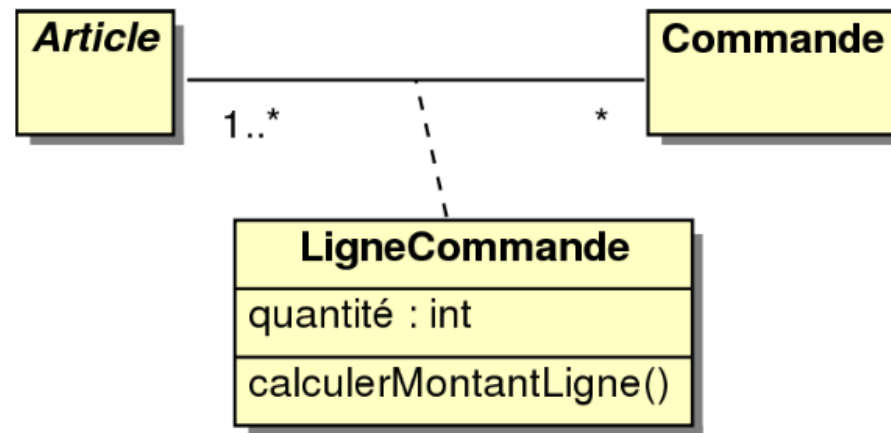 Article
Commande
1..*
*
LigneCommande
quantité : int
calculerMontantLigne()